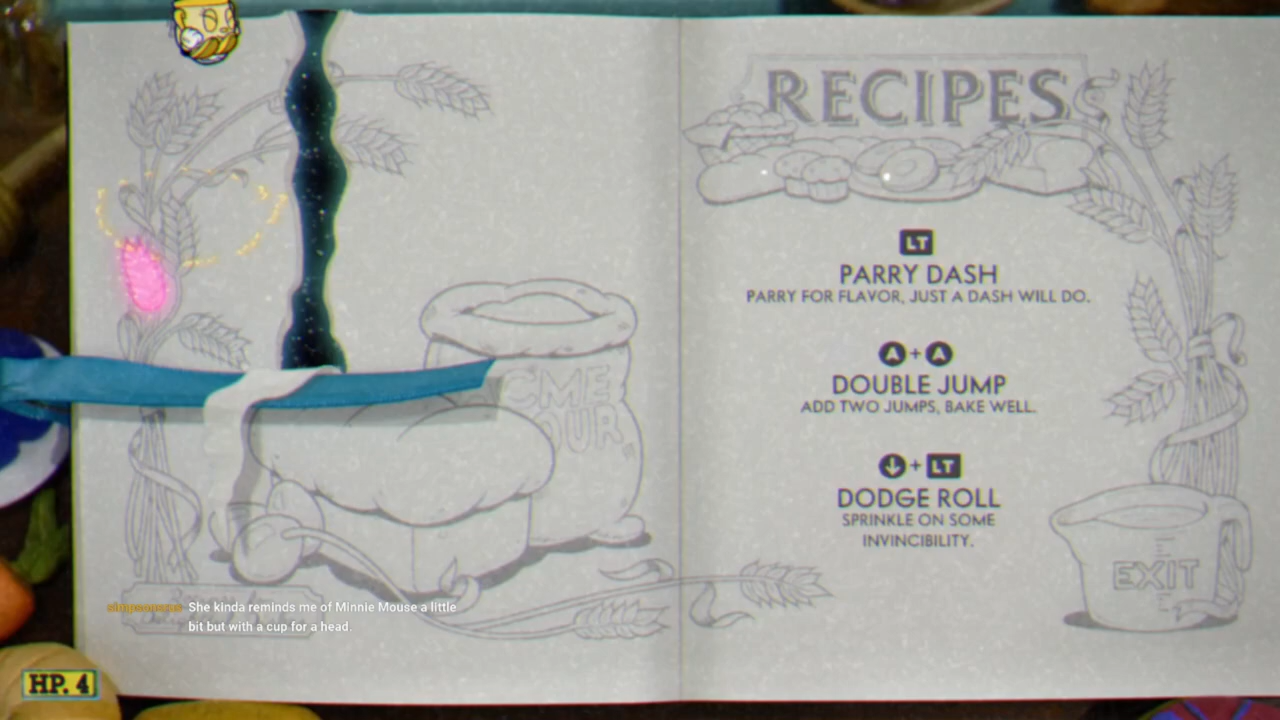 RECIPES
LT
PARRY DASH
PARRY FOR FLAVOR, JUST A DASH WILL DO.
A + A
DOUBLE JUMP
ADD TWO JUMPS, BAKE WELL.
+ LT
DODGE ROLL
SPRINKLE ON SOME
INVINCIBILITY.
EXIT
CME
OUR
She kinda reminds me of Minnie Mouse a little
bit but with a cup for a head.
HP. 4